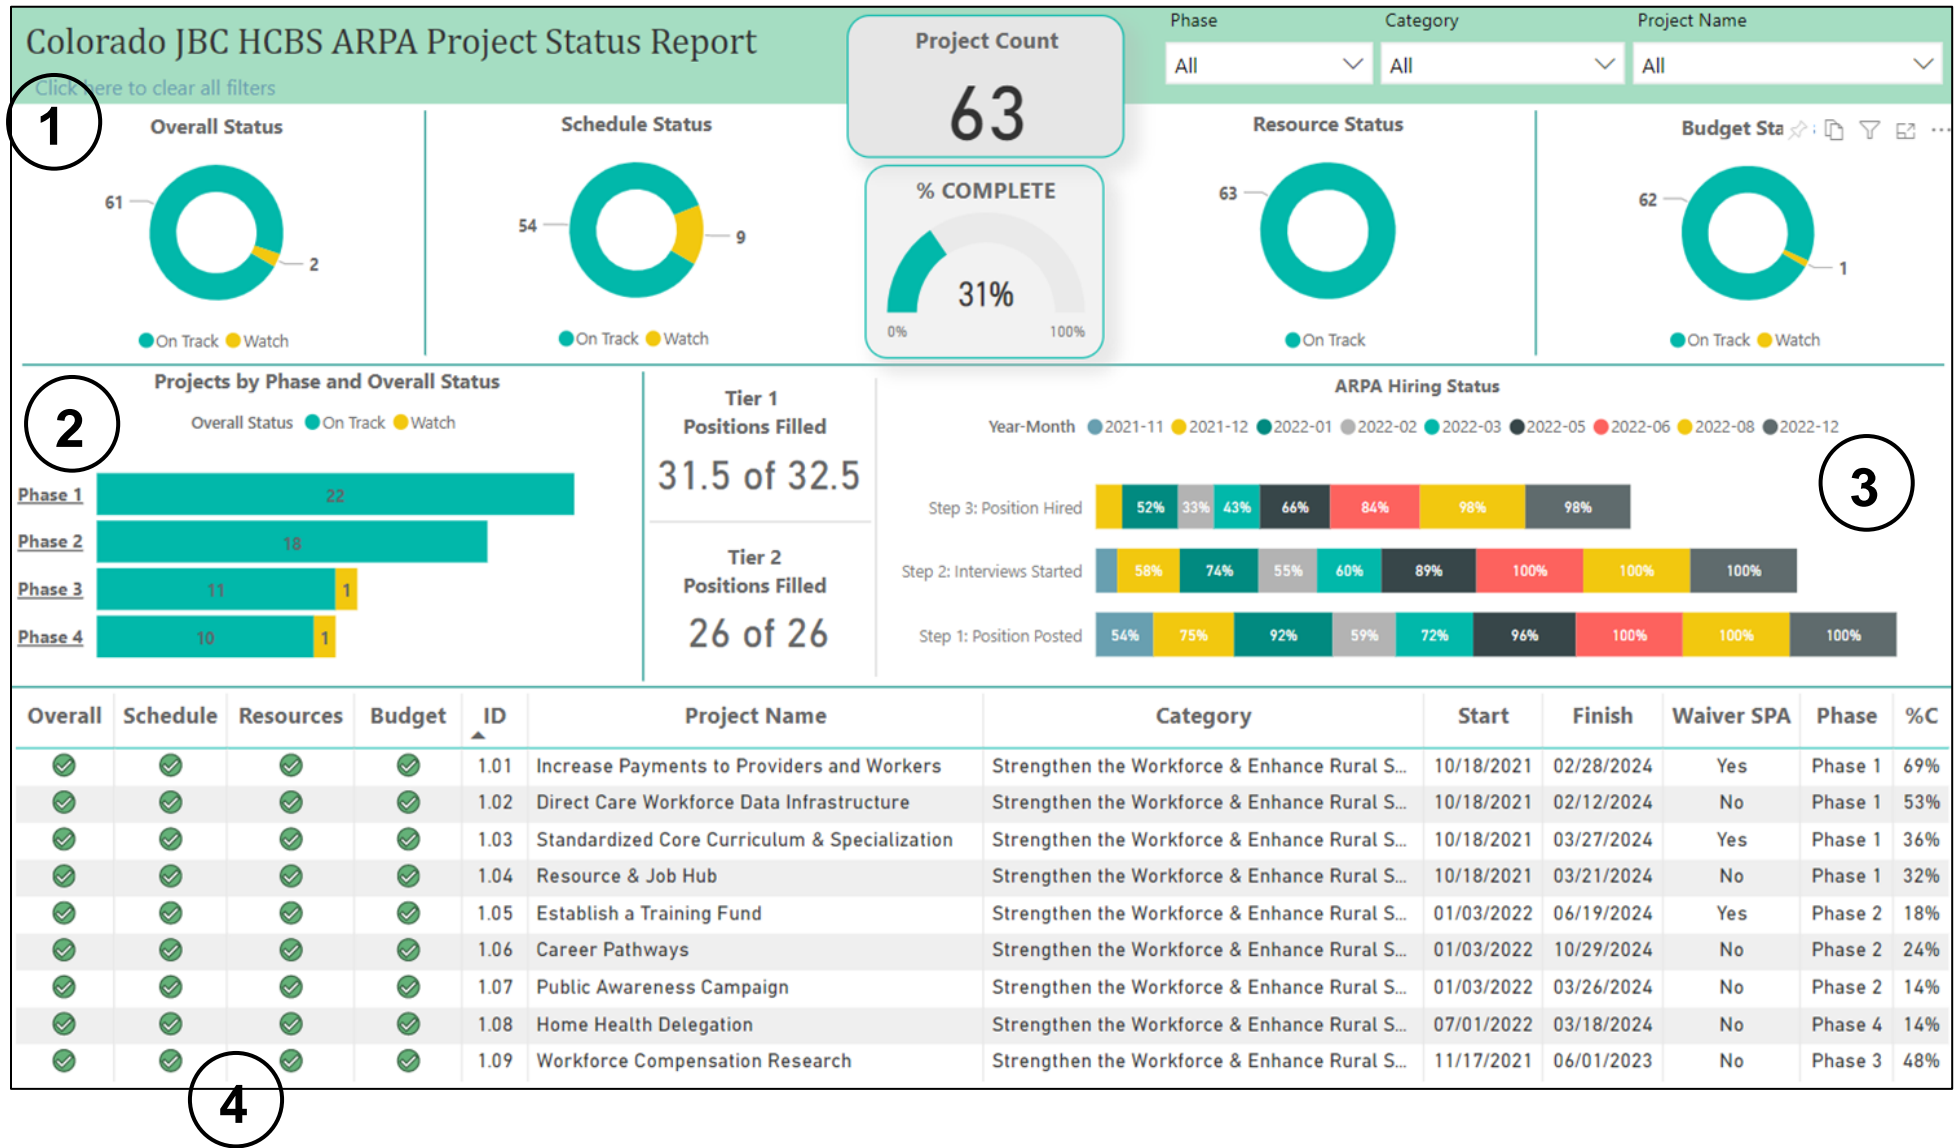 Colorado JBC HCBS ARPA Project Status Report
Click here to clear all filters
Project Count
63
Phase
All
Category
All
Project Name
All
1
Overall Status
61
2
On Track Watch
Schedule Status
54
9
On Track Watch
% COMPLETE
31%
0% 100%
Resource Status
63
On Track
Budget Sta
62
1
On Track Watch
2
Projects by Phase and Overall Status
Overall Status On Track Watch
Phase 1 22
Phase 2 18
Phase 3 11 1
Phase 4 10 1
Tier 1
Positions Filled
31.5 of 32.5
Tier 2
Positions Filled
26 of 26
ARPA Hiring Status
Year-Month 2021-11 2021-12 2022-01 2022-02 2022-03 2022-05 2022-06 2022-08 2022-12
3
Step 3: Position Hired 52% 33% 43% 66% 84% 98% 98%
Step 2: Interviews Started 58% 74% 55% 60% 89% 100% 100% 100%
Step 1: Position Posted 54% 75% 92% 59% 72% 96% 100% 100% 100%
Overall Schedule Resources Budget ID Project Name Category Start Finish Waiver SPA Phase %C
1.01 Increase Payments to Providers and Workers Strengthen the Workforce & Enhance Rural S... 10/18/2021 02/28/2024 Yes Phase 1 69%
1.02 Direct Care Workforce Data Infrastructure Strengthen the Workforce & Enhance Rural S... 10/18/2021 02/12/2024 No Phase 1 53%
1.03 Standardized Core Curriculum & Specialization Strengthen the Workforce & Enhance Rural S... 10/18/2021 03/27/2024 Yes Phase 1 36%
1.04 Resource & Job Hub Strengthen the Workforce & Enhance Rural S... 10/18/2021 03/21/2024 No Phase 1 32%
1.05 Establish a Training Fund Strengthen the Workforce & Enhance Rural S... 01/03/2022 06/19/2024 Yes Phase 2 18%
1.06 Career Pathways Strengthen the Workforce & Enhance Rural S... 01/03/2022 10/29/2024 No Phase 2 24%
1.07 Public Awareness Campaign Strengthen the Workforce & Enhance Rural S... 01/03/2022 03/26/2024 No Phase 2 14%
1.08 Home Health Delegation Strengthen the Workforce & Enhance Rural S... 07/01/2022 03/18/2024 No Phase 4 14%
1.09 Workforce Compensation Research Strengthen the Workforce & Enhance Rural S... 11/17/2021 06/01/2023 No Phase 3 48%
4